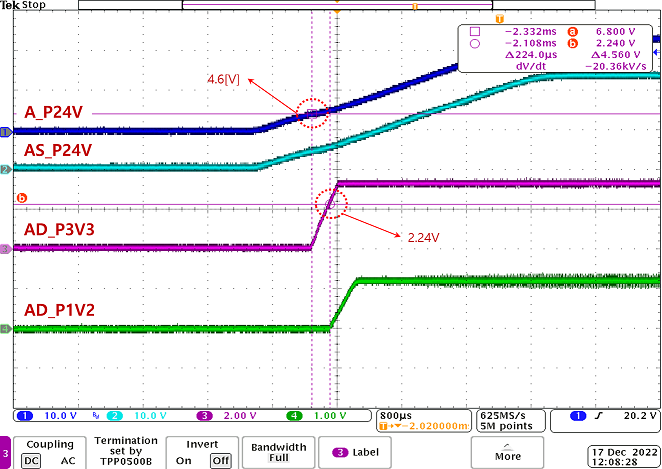 Tek Stop
T
T
-2.332ms a 6.800 V
-2.108ms b 2.240 V
Δ224.0µs Δ4.560 V
dV/dt -20.36kV/s
4.6[V]
A_P24V
1
AS_P24V
2
b
AD_P3V3
2.24V
3
AD_P1V2
4
1 10.0 V 2 10.0 V 3 2.00 V 4 1.00 V
800µs
T -2.020000m
625MS/s
5M points
1 20.2 V
3
Coupling
DC AC
Termination
set by
TPP0500B
Invert
On Off
Bandwidth
Full
3 Label
More
17 Dec 2022
12:08:28